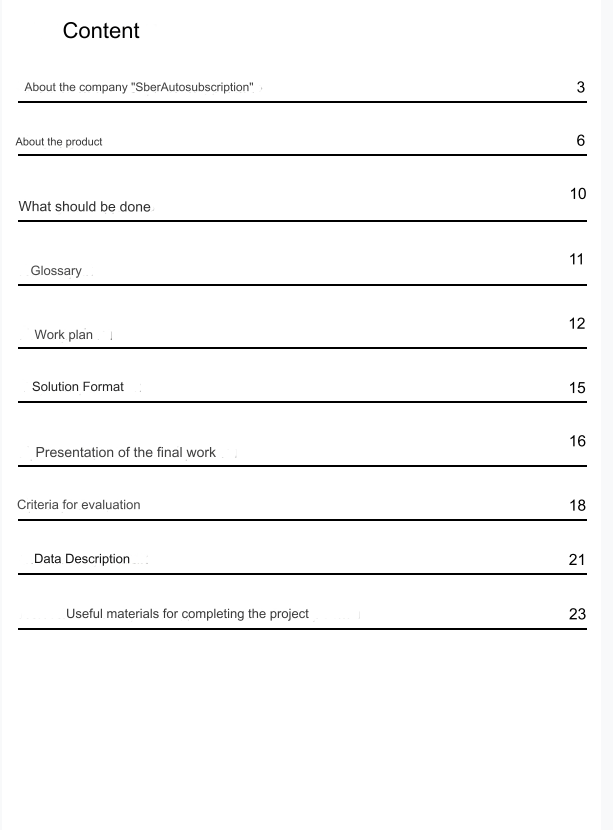 Content
About the company "SberAutosubscription" 3
About the product 6
What should be done 10
Glossary 11
Work plan 12
Solution Format 15
Presentation of the final work 16
Criteria for evaluation 18
Data Description 21
Useful materials for completing the project 23